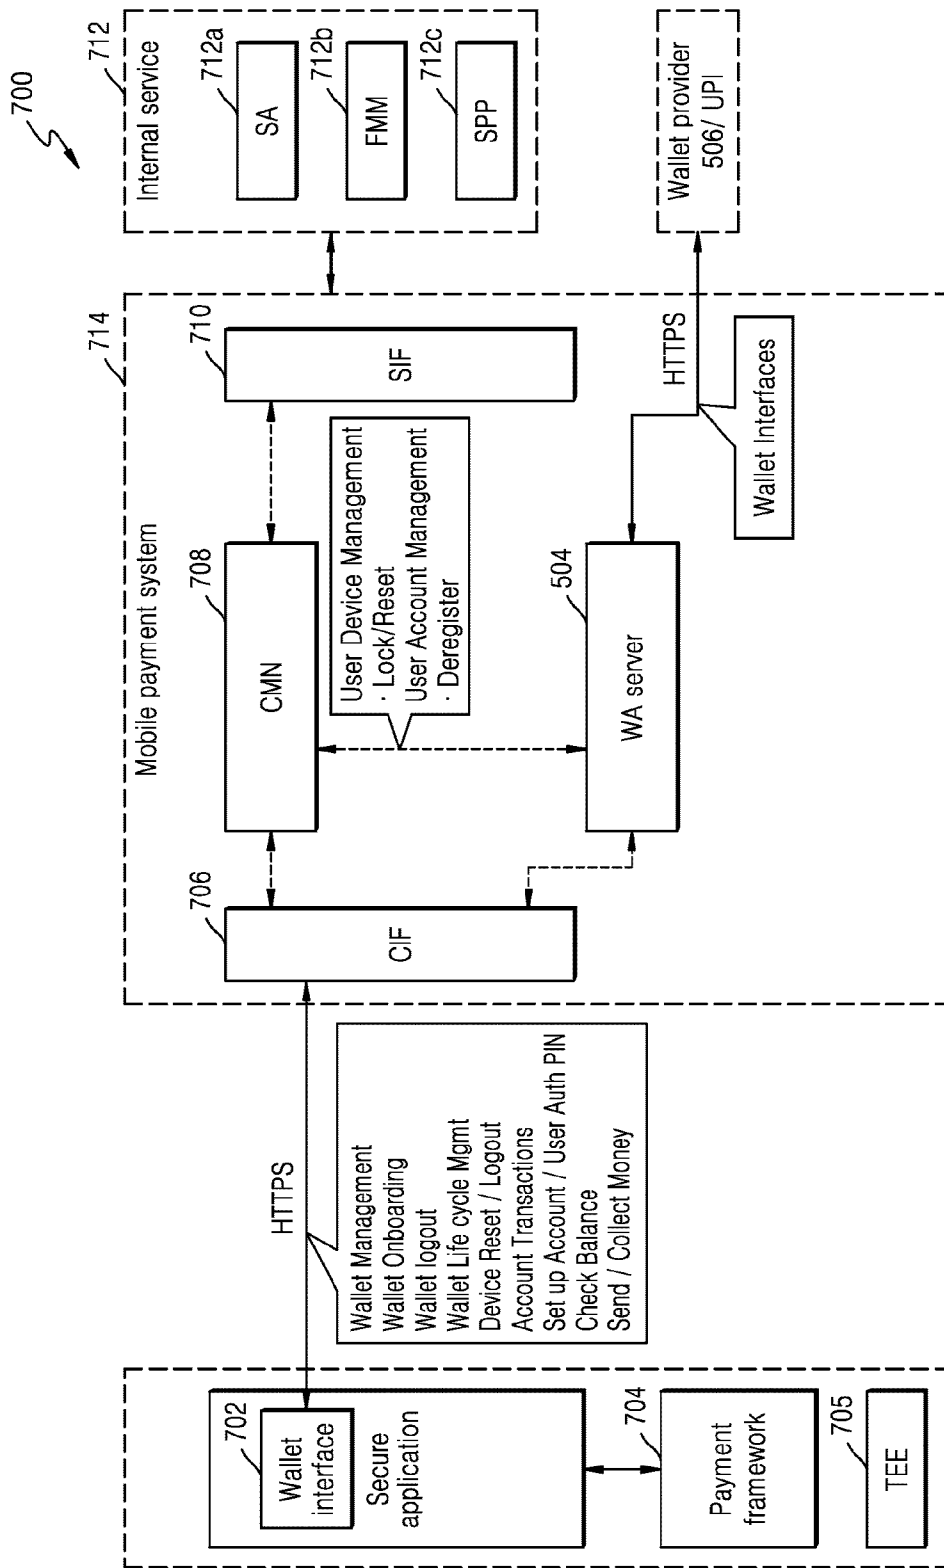 700
702
Wallet
interface
Secure
application
704
Payment
framework
705
TEE
HTTPS
Wallet Management
Wallet Onboarding
Wallet logout
Wallet Life cycle Mgmt
Device Reset / Logout
Account Transactions
Set up Account / User Auth PIN
Check Balance
Send / Collect Money
714
Mobile payment system
706
CIF
708
CMN
710
SIF
User Device Management
· Lock/Reset
User Account Management
· Deregister
504
WA server
HTTPS
Wallet Interfaces
712
Internal service
712a
SA
712b
FMM
712c
SPP
Wallet provider
506/ UPI